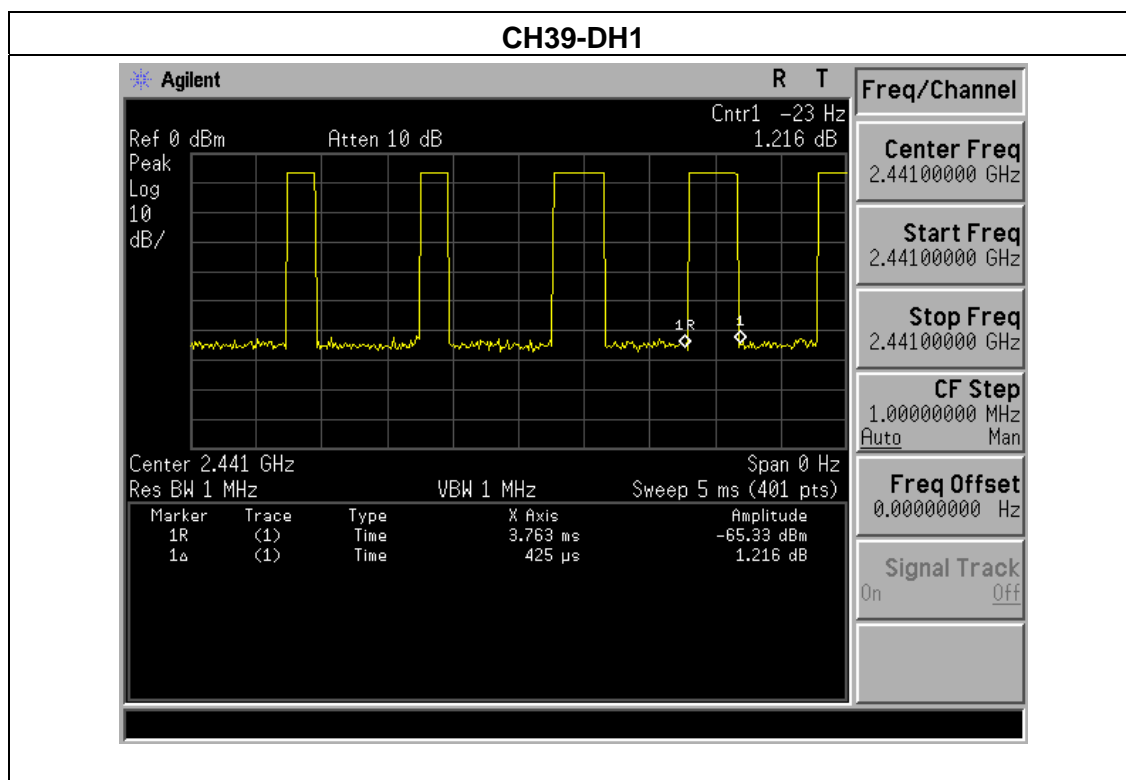 CH39-DH1
Agilent R T
Cntr1 -23 Hz
Ref 0 dBm Atten 10 dB 1.216 dB
Peak
Log
10
dB/
1R 1
Center 2.441 GHz Span 0 Hz
Res BW 1 MHz VBW 1 MHz Sweep 5 ms (401 pts)
Marker Trace Type X Axis Amplitude
1R (1) Time 3.763 ms -65.33 dBm
1Δ (1) Time 425 µs 1.216 dB
Freq/Channel
Center Freq
2.44100000 GHz
Start Freq
2.44100000 GHz
Stop Freq
2.44100000 GHz
CF Step
1.00000000 MHz
Auto Man
Freq Offset
0.00000000 Hz
Signal Track
On Off